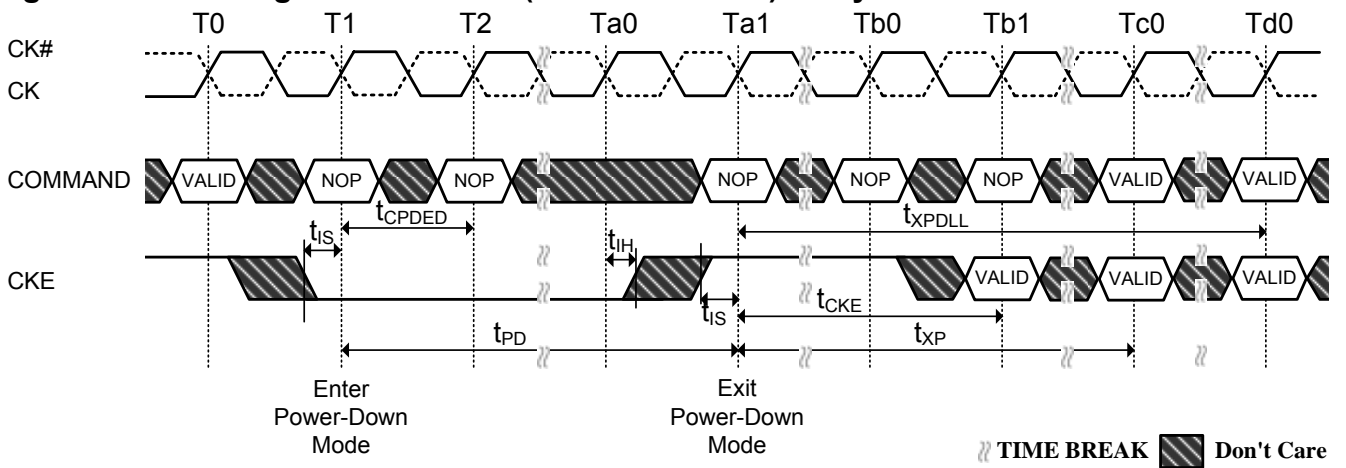 T0 T1 T2 Ta0 Ta1 Tb0 Tb1 Tc0 Td0
CK#
CK
COMMAND VALID NOP NOP NOP NOP NOP VALID VALID
tCPDED tXPDLL
tIS tIH
CKE VALID VALID VALID
tIS tCKE
tPD tXP
Enter
Power-Down
Mode
Exit
Power-Down
Mode
TIME BREAK Don't Care